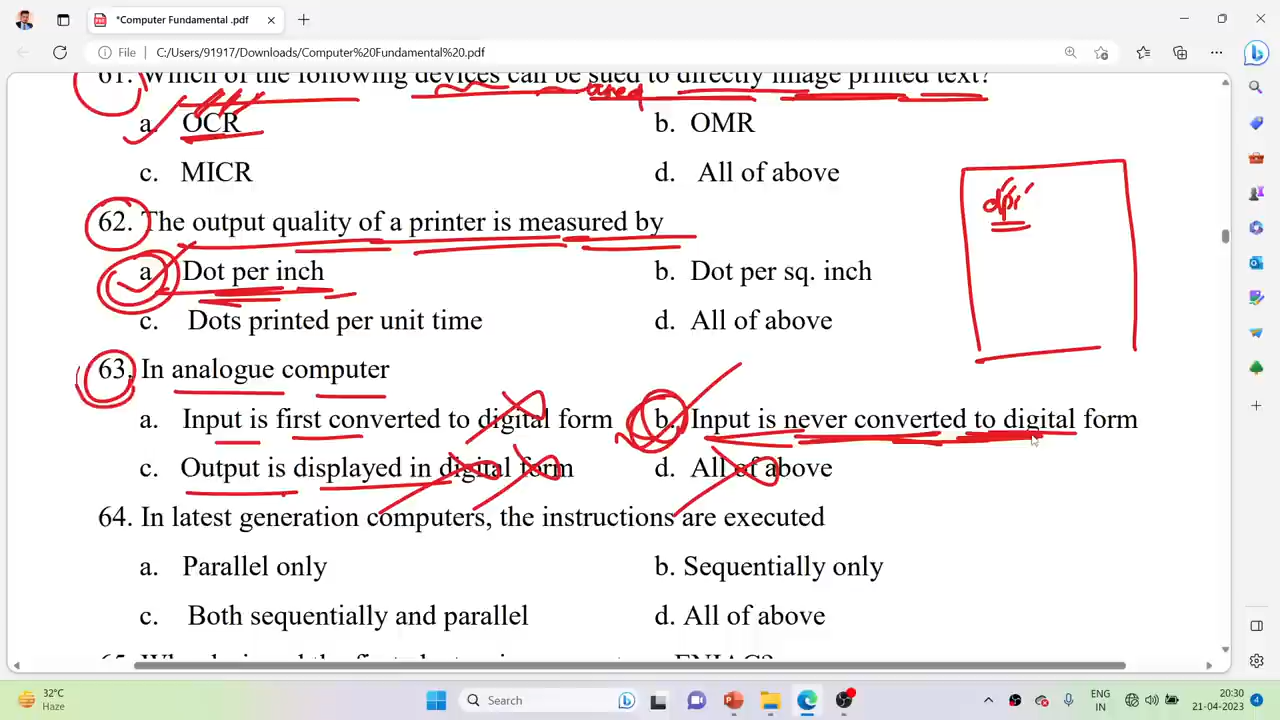 *Computer Fundamental .pdf
File C:/Users/91917/Downloads/Computer%20Fundamental%20.pdf
61. Which of the following devices can be sued to directly image printed text?
used
a. OCR b. OMR
c. MICR d. All of above
dpi
62. The output quality of a printer is measured by
a Dot per inch b. Dot per sq. inch
c. Dots printed per unit time d. All of above
63. In analogue computer
a. Input is first converted to digital form b. Input is never converted to digital form
c. Output is displayed in digital form d. All of above
64. In latest generation computers, the instructions are executed
a. Parallel only b. Sequentially only
c. Both sequentially and parallel d. All of above
32°C
Haze
Search
ENG
IN
20:30
21-04-2023
4